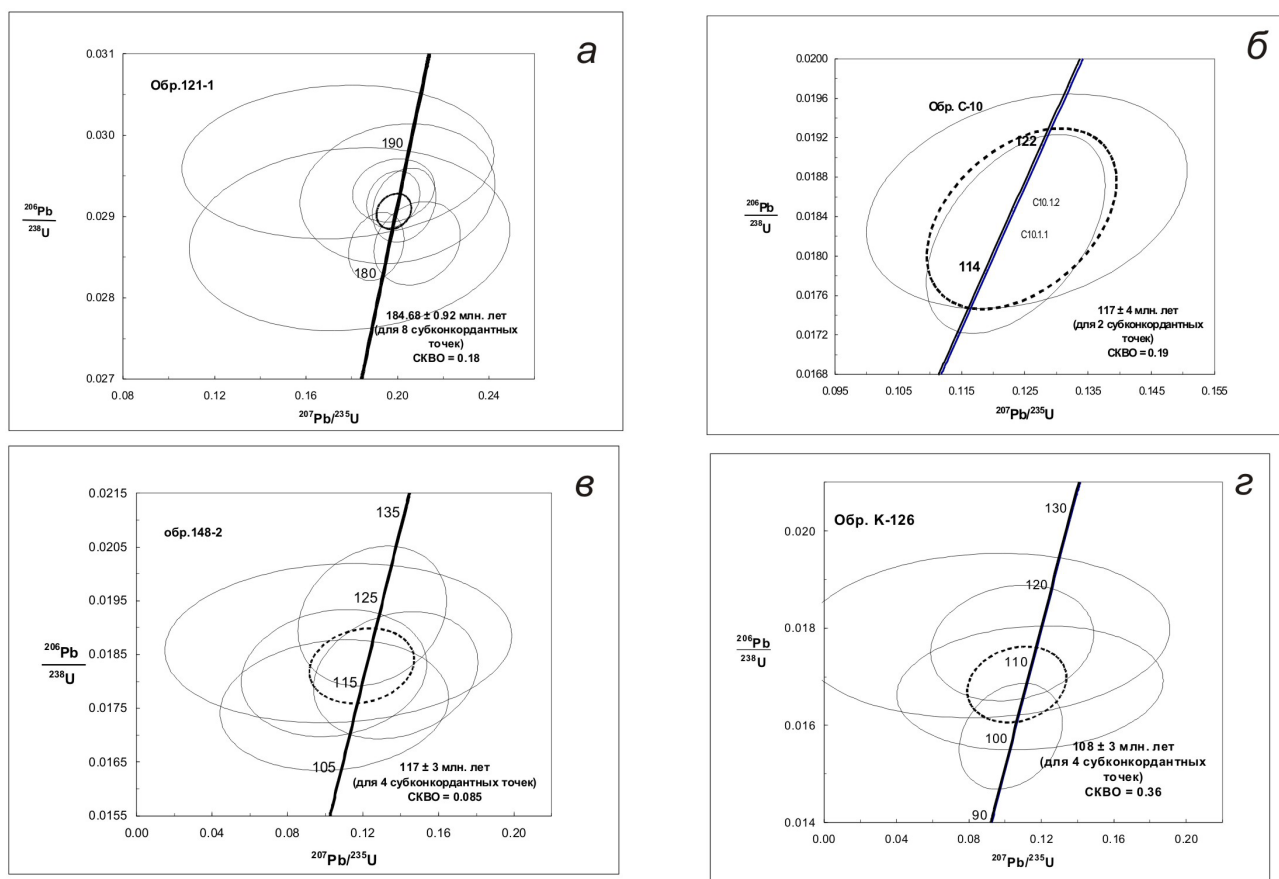 а
0.031
Обр.121-1
0.030
190
206Pb
238U
0.029
180
0.028
184.68 ± 0.92 млн. лет
(для 8 субконкордантных
точек)
СКВО = 0.18
0.027
0.08 0.12 0.16 0.20 0.24
207Pb/235U
б
0.0200
0.0196
Обр. С-10
0.0192
122
0.0188
C10.1.2
206Pb
238U
0.0184
C10.1.1
0.0180
114
0.0176
117 ± 4 млн. лет
(для 2 субконкордантных
точек)
СКВО = 0.19
0.0172
0.0168
0.095 0.105 0.115 0.125 0.135 0.145 0.155
207Pb/235U
в
0.0215
135
обр.148-2
0.0205
0.0195
125
206Pb
238U
0.0185
115
0.0175
0.0165
105
117 ± 3 млн. лет
(для 4 субконкордантных точек)
СКВО = 0.085
0.0155
0.00 0.04 0.08 0.12 0.16 0.20
207Pb/235U
г
130
0.020
Обр. К-126
120
0.018
206Pb
238U
110
0.016
100
108 ± 3 млн. лет
(для 4 субконкордантных
точек)
СКВО = 0.36
90
0.014
0.00 0.04 0.08 0.12 0.16 0.20
207Pb/235U